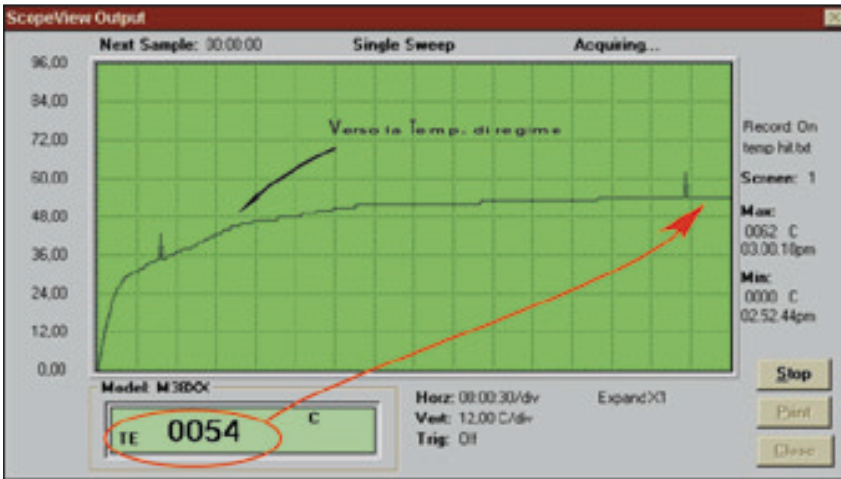 ScopeView Output
Next Sample: 00:00:00 Single Sweep Acquiring...
96,00
84,00
72,00
60,00
48,00
36,00
24,00
12,00
0,00
Verso la Temp. di regime
Record: On
temp hit.txt
Screen: 1
Max:
0062 C
03:00:18pm
Min:
0000 C
02:52:44pm
Model: M38XX
TE 0054 C
Horz: 00:00:30/div
Vert: 12,00 C/div
Trig: Off
Expand X1
Stop
Print
Close